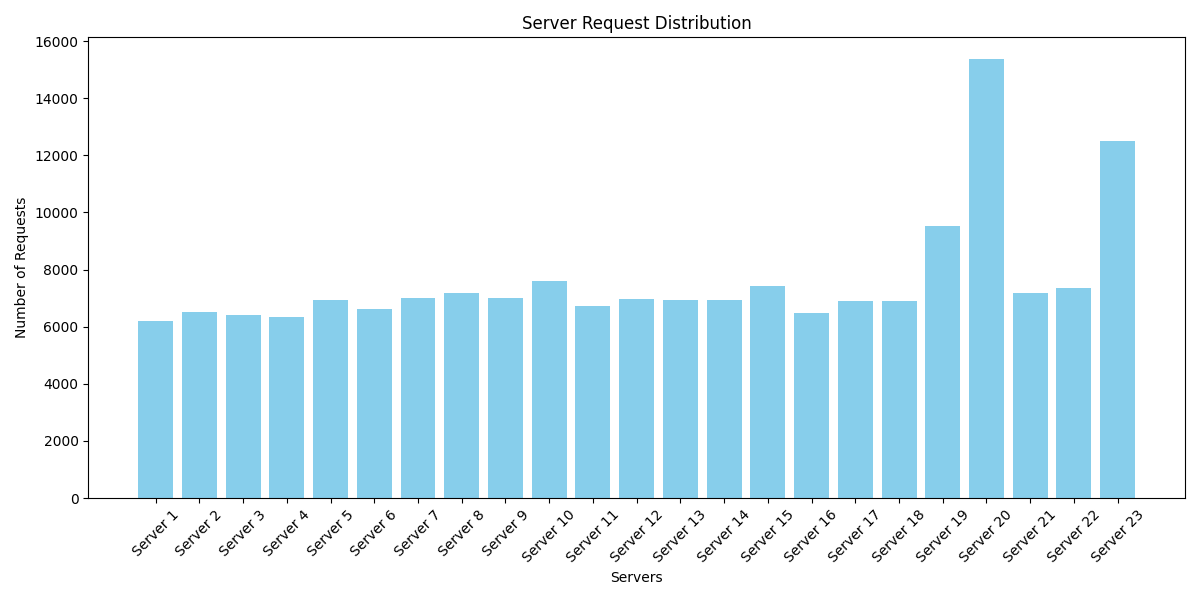 Server Request Distribution
Number of Requests
16000
14000
12000
10000
8000
6000
4000
2000
0
Server 1
Server 2
Server 3
Server 4
Server 5
Server 6
Server 7
Server 8
Server 9
Server 10
Server 11
Server 12
Server 13
Server 14
Server 15
Server 16
Server 17
Server 18
Server 19
Server 20
Server 21
Server 22
Server 23
Servers